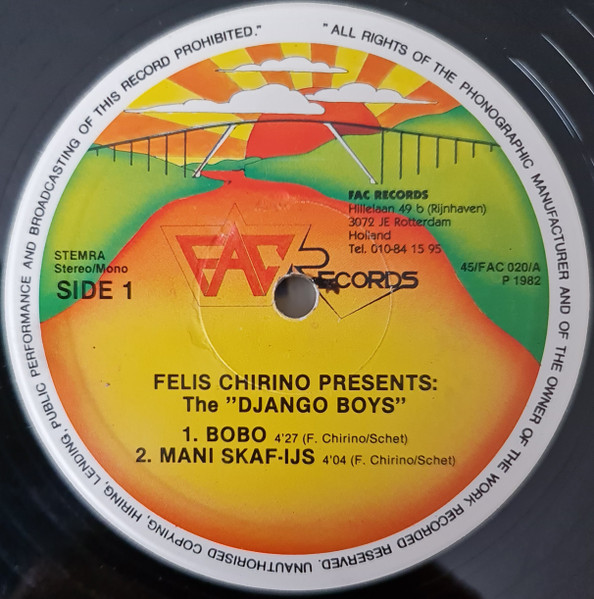 "ALL RIGHTS OF THE PHONOGRAPHIC MANUFACTURER AND OF THE OWNER OF THE WORK RECORDED RESERVED. UNAUTHORISED COPYING, HIRING, LENDING, PUBLIC PERFORMANCE AND BROADCASTING OF THIS RECORD PROHIBITED."
FAC RECORDS
Hillelaan 49 b (Rijnhaven)
3072 JE Rotterdam
Holland
Tel. 010-84 15 95
STEMRA
Stereo/Mono
SIDE 1
FAC
RECORDS
45/FAC 020/A
P 1982
FELIS CHIRINO PRESENTS:
The "DJANGO BOYS"
1. BOBO 4'27 (F. Chirino/Schet)
2. MANI SKAF-IJS 4'04 (F. Chirino/Schet)